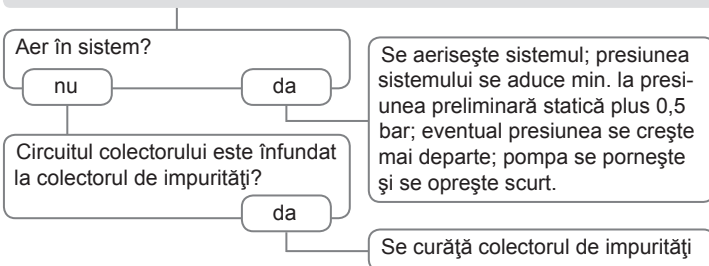 Aer în sistem?
nu
da
Se aerişeşte sistemul; presiunea
sistemului se aduce min. la presi-
unea preliminară statică plus 0,5
bar; eventual presiunea se creşte
mai departe; pompa se porneşte
şi se opreşte scurt.
Circuitul colectorului este înfundat
la colectorul de impurităţi?
da
Se curăţă colectorul de impurităţi